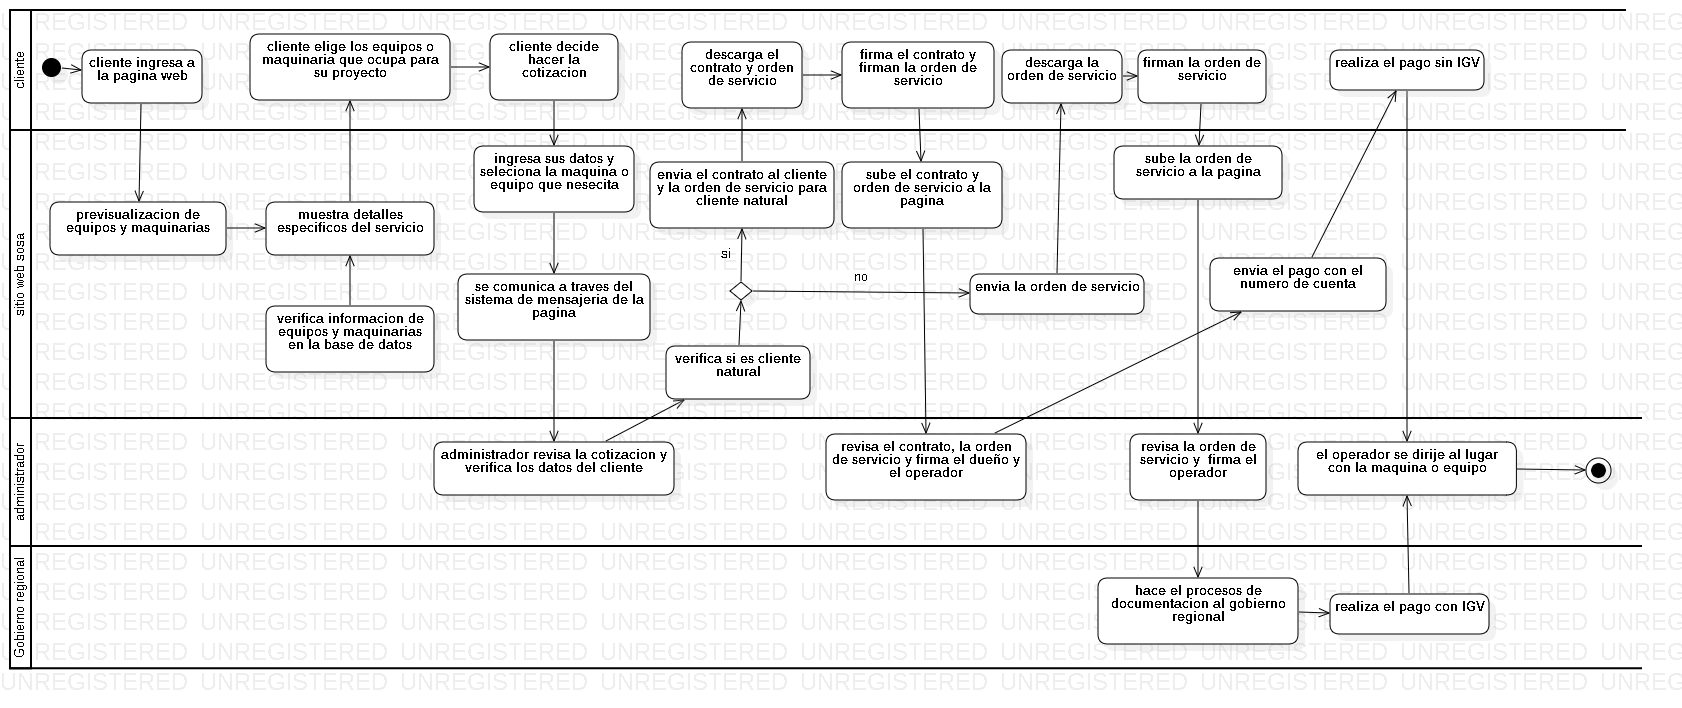 cliente
cliente ingresa a
la pagina web
cliente elige los equipos o
maquinaria que ocupa para
su proyecto
cliente decide
hacer la
cotizacion
descarga el
contrato y orden
de servicio
firma el contrato y
firman la orden de
servicio
descarga la
orden de servicio
firman la orden de
servicio
realiza el pago sin IGV
sitio web sosa
previsualizacion de
equipos y maquinarias
muestra detalles
especificos del servicio
verifica informacion de
equipos y maquinarias
en la base de datos
ingresa sus datos y
seleciona la maquina o
equipo que nesecita
se comunica a traves del
sistema de mensajeria de la
pagina
envia el contrato al cliente
y la orden de servicio para
cliente natural
si
no
verifica si es cliente
natural
sube el contrato y
orden de servicio a la
pagina
envia la orden de servicio
sube la orden de
servicio a la pagina
envia el pago con el
numero de cuenta
administrador
administrador revisa la cotizacion y
verifica los datos del cliente
revisa el contrato, la orden
de servicio y firma el dueño y
el operador
revisa la orden de
servicio y  firma el
operador
el operador se dirije al lugar
con la maquina o equipo
Gobierno regional
hace el procesos de
documentacion al gobierno
regional
realiza el pago con IGV
UNREGISTERED